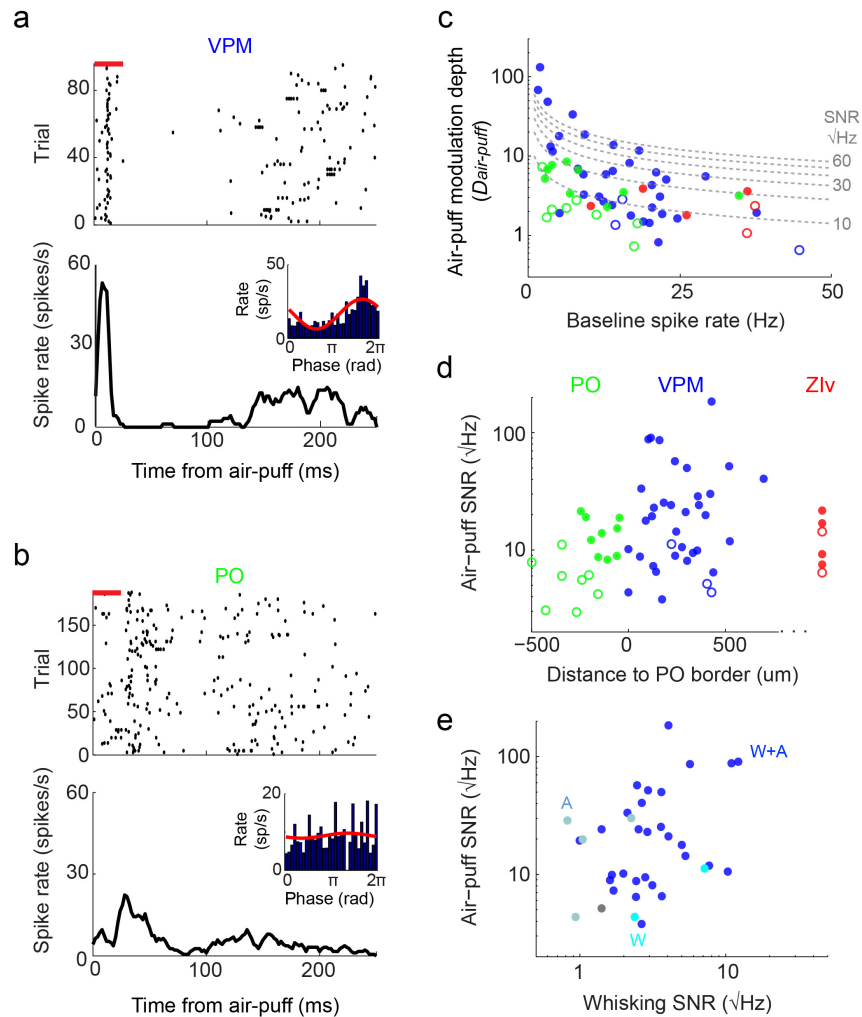 a
VPM
Trial
80
40
0
Spike rate (spikes/s)
60
30
0
Rate
(sp/s)
50
0
0
π
2π
Phase (rad)
0
100
200
Time from air-puff (ms)
b
PO
Trial
150
100
50
0
Spike rate (spikes/s)
60
30
0
Rate
(sp/s)
20
0
0
π
2π
Phase (rad)
0
100
200
Time from air-puff (ms)
c
Air-puff modulation depth
(Dair-puff)
100
10
1
SNR
√Hz
60
30
10
0
25
50
Baseline spike rate (Hz)
d
PO
VPM
ZIv
Air−puff SNR (√Hz)
100
10
−500
0
500
Distance to PO border (um)
e
Air−puff SNR (√Hz)
100
10
W+A
A
W
1
10
Whisking SNR (√Hz)